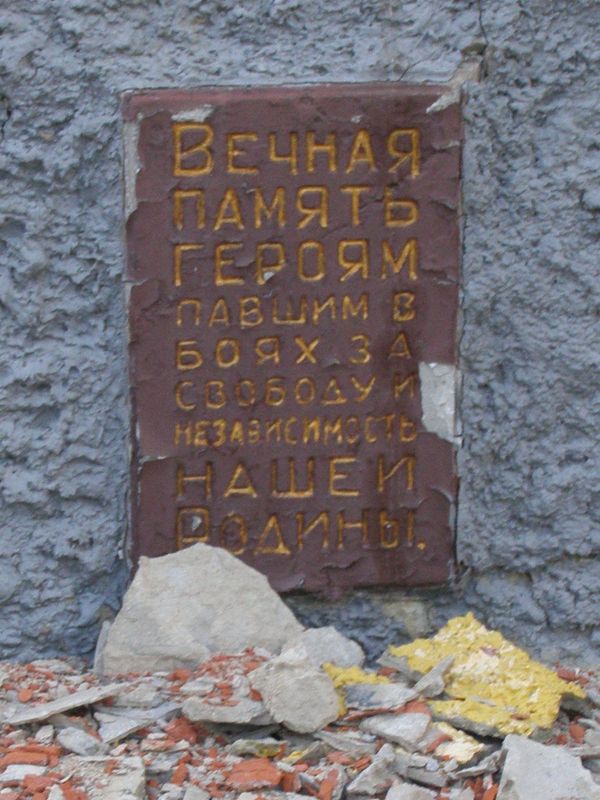 Вечная
память
героям
павшим в
боях за
свободу и
независимость
нашей
Родины.